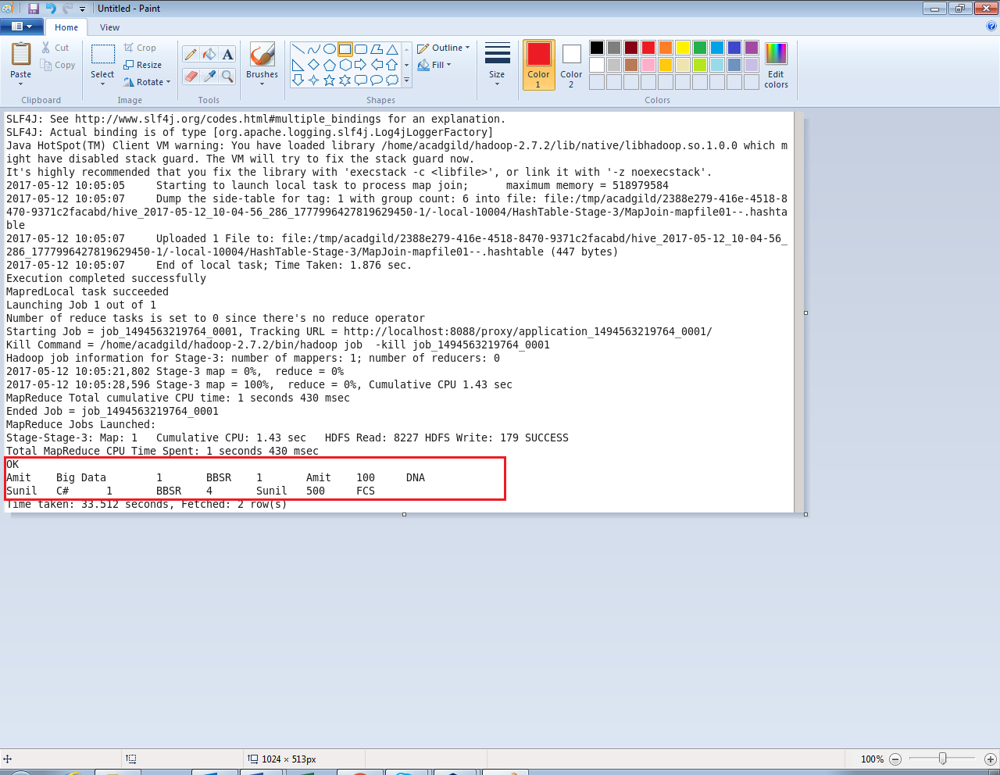 Untitled - Paint
Home View
Paste
Cut
Copy
Clipboard
Select
Crop
Resize
Rotate
Image
Tools
Brushes
Shapes
Outline
Fill
Size
Color 1
Color 2
Colors
Edit colors
SLF4J: See http://www.slf4j.org/codes.html#multiple_bindings for an explanation.
SLF4J: Actual binding is of type [org.apache.logging.slf4j.Log4jLoggerFactory]
Java HotSpot(TM) Client VM warning: You have loaded library /home/acadgild/hadoop-2.7.2/lib/native/libhadoop.so.1.0.0 which m
ight have disabled stack guard. The VM will try to fix the stack guard now.
It's highly recommended that you fix the library with 'execstack -c <libfile>', or link it with '-z noexecstack'.
2017-05-12 10:05:05     Starting to launch local task to process map join;      maximum memory = 518979584
2017-05-12 10:05:07     Dump the side-table for tag: 1 with group count: 6 into file: file:/tmp/acadgild/2388e279-416e-4518-8
470-9371c2facabd/hive_2017-05-12_10-04-56_286_1777996427819629450-1/-local-10004/HashTable-Stage-3/MapJoin-mapfile01--.hashta
ble
2017-05-12 10:05:07     Uploaded 1 File to: file:/tmp/acadgild/2388e279-416e-4518-8470-9371c2facabd/hive_2017-05-12_10-04-56_
286_1777996427819629450-1/-local-10004/HashTable-Stage-3/MapJoin-mapfile01--.hashtable (447 bytes)
2017-05-12 10:05:07     End of local task; Time Taken: 1.876 sec.
Execution completed successfully
MapredLocal task succeeded
Launching Job 1 out of 1
Number of reduce tasks is set to 0 since there's no reduce operator
Starting Job = job_1494563219764_0001, Tracking URL = http://localhost:8088/proxy/application_1494563219764_0001/
Kill Command = /home/acadgild/hadoop-2.7.2/bin/hadoop job  -kill job_1494563219764_0001
Hadoop job information for Stage-3: number of mappers: 1; number of reducers: 0
2017-05-12 10:05:21,802 Stage-3 map = 0%,  reduce = 0%
2017-05-12 10:05:28,596 Stage-3 map = 100%,  reduce = 0%, Cumulative CPU 1.43 sec
MapReduce Total cumulative CPU time: 1 seconds 430 msec
Ended Job = job_1494563219764_0001
MapReduce Jobs Launched:
Stage-Stage-3: Map: 1   Cumulative CPU: 1.43 sec   HDFS Read: 8227 HDFS Write: 179 SUCCESS
Total MapReduce CPU Time Spent: 1 seconds 430 msec
OK
Amit    Big Data        1       BBSR    1       Amit    100     DNA
Sunil   C#      1       BBSR    4       Sunil   500     FCS
Time taken: 33.512 seconds, Fetched: 2 row(s)
1024 × 513px
100%